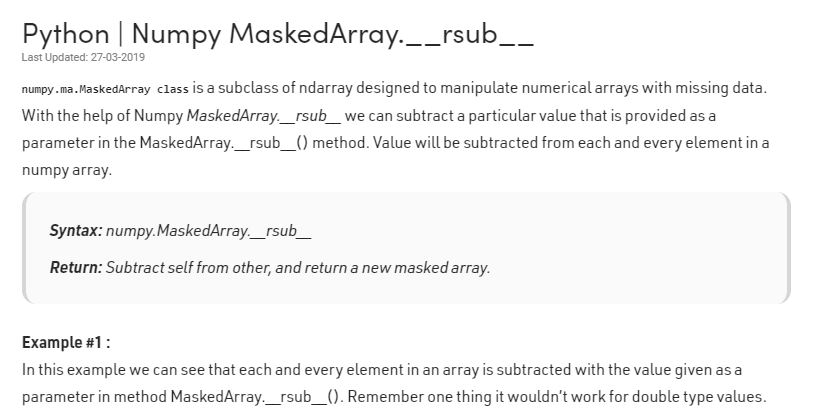 Python | Numpy MaskedArray.__rsub__
Last Updated: 27-03-2019
numpy.ma.MaskedArray class is a subclass of ndarray designed to manipulate numerical arrays with missing data.
With the help of Numpy MaskedArray.__rsub__ we can subtract a particular value that is provided as a
parameter in the MaskedArray.__rsub__() method. Value will be subtracted from each and every element in a
numpy array.
Syntax: numpy.MaskedArray.__rsub__
Return: Subtract self from other, and return a new masked array.
Example #1 :
In this example we can see that each and every element in an array is subtracted with the value given as a
parameter in method MaskedArray.__rsub__(). Remember one thing it wouldn't work for double type values.